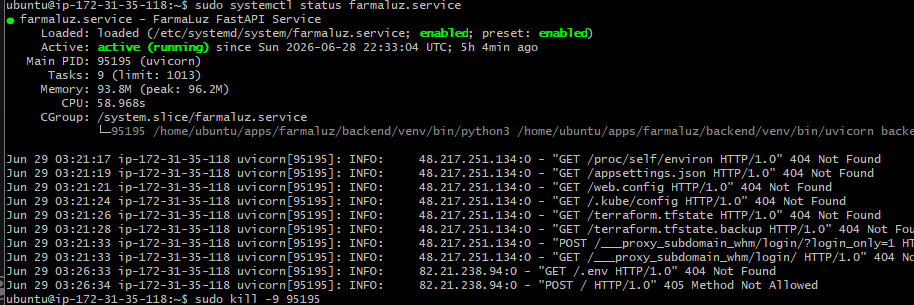 ubuntu@ip-172-31-35-118:~$ sudo systemctl status farmaluz.service
● farmaluz.service - FarmaLuz FastAPI Service
Loaded: loaded (/etc/systemd/system/farmaluz.service; enabled; preset: enabled)
Active: active (running) since Sun 2026-06-28 22:33:04 UTC; 5h 4min ago
Main PID: 95195 (uvicorn)
Tasks: 9 (limit: 1013)
Memory: 93.8M (peak: 96.2M)
CPU: 58.968s
CGroup: /system.slice/farmaluz.service
└─95195 /home/ubuntu/apps/farmaluz/backend/venv/bin/python3 /home/ubuntu/apps/farmaluz/backend/venv/bin/uvicorn backe
Jun 29 03:21:17 ip-172-31-35-118 uvicorn[95195]: INFO: 48.217.251.134:0 - "GET /proc/self/environ HTTP/1.0" 404 Not Found
Jun 29 03:21:19 ip-172-31-35-118 uvicorn[95195]: INFO: 48.217.251.134:0 - "GET /appsettings.json HTTP/1.0" 404 Not Found
Jun 29 03:21:21 ip-172-31-35-118 uvicorn[95195]: INFO: 48.217.251.134:0 - "GET /web.config HTTP/1.0" 404 Not Found
Jun 29 03:21:24 ip-172-31-35-118 uvicorn[95195]: INFO: 48.217.251.134:0 - "GET /.kube/config HTTP/1.0" 404 Not Found
Jun 29 03:21:26 ip-172-31-35-118 uvicorn[95195]: INFO: 48.217.251.134:0 - "GET /terraform.tfstate HTTP/1.0" 404 Not Found
Jun 29 03:21:28 ip-172-31-35-118 uvicorn[95195]: INFO: 48.217.251.134:0 - "GET /terraform.tfstate.backup HTTP/1.0" 404 Not Fou
Jun 29 03:21:33 ip-172-31-35-118 uvicorn[95195]: INFO: 48.217.251.134:0 - "POST /___proxy_subdomain_whm/login/?login_only=1 HT
Jun 29 03:21:33 ip-172-31-35-118 uvicorn[95195]: INFO: 48.217.251.134:0 - "GET /___proxy_subdomain_whm/login/ HTTP/1.0" 404 No
Jun 29 03:26:33 ip-172-31-35-118 uvicorn[95195]: INFO: 82.21.238.94:0 - "GET /.env HTTP/1.0" 404 Not Found
Jun 29 03:26:34 ip-172-31-35-118 uvicorn[95195]: INFO: 82.21.238.94:0 - "POST / HTTP/1.0" 405 Method Not Allowed
ubuntu@ip-172-31-35-118:~$ sudo kill -9 95195